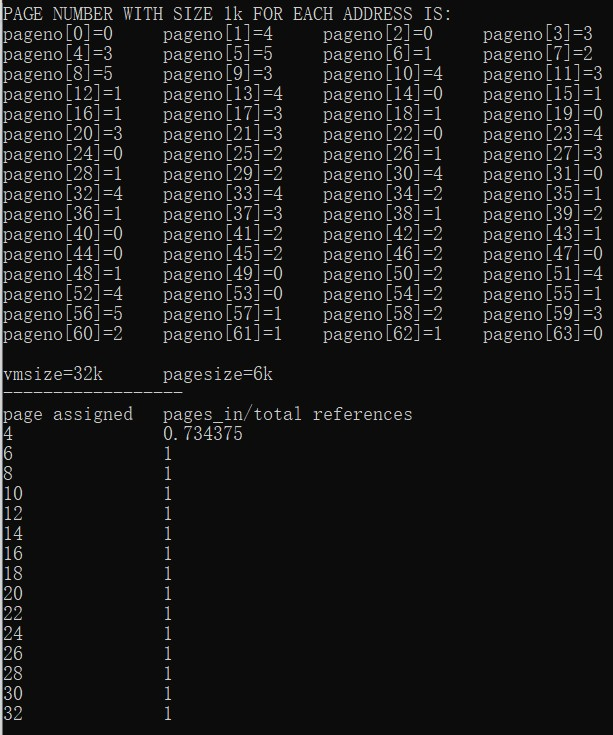 PAGE NUMBER WITH SIZE 1k FOR EACH ADDRESS IS:
pageno[0]=0 pageno[1]=4 pageno[2]=0 pageno[3]=3
pageno[4]=3 pageno[5]=5 pageno[6]=1 pageno[7]=2
pageno[8]=5 pageno[9]=3 pageno[10]=4 pageno[11]=3
pageno[12]=1 pageno[13]=4 pageno[14]=0 pageno[15]=1
pageno[16]=1 pageno[17]=3 pageno[18]=1 pageno[19]=0
pageno[20]=3 pageno[21]=3 pageno[22]=0 pageno[23]=4
pageno[24]=0 pageno[25]=2 pageno[26]=1 pageno[27]=3
pageno[28]=1 pageno[29]=2 pageno[30]=4 pageno[31]=0
pageno[32]=4 pageno[33]=4 pageno[34]=2 pageno[35]=1
pageno[36]=1 pageno[37]=3 pageno[38]=1 pageno[39]=2
pageno[40]=0 pageno[41]=2 pageno[42]=2 pageno[43]=1
pageno[44]=0 pageno[45]=2 pageno[46]=2 pageno[47]=0
pageno[48]=1 pageno[49]=0 pageno[50]=2 pageno[51]=4
pageno[52]=4 pageno[53]=0 pageno[54]=2 pageno[55]=1
pageno[56]=5 pageno[57]=1 pageno[58]=2 pageno[59]=3
pageno[60]=2 pageno[61]=1 pageno[62]=1 pageno[63]=0
vmsize=32k pagesize=6k
------------------
page assigned pages_in/total references
4 0.734375
6 1
8 1
10 1
12 1
14 1
16 1
18 1
20 1
22 1
24 1
26 1
28 1
30 1
32 1